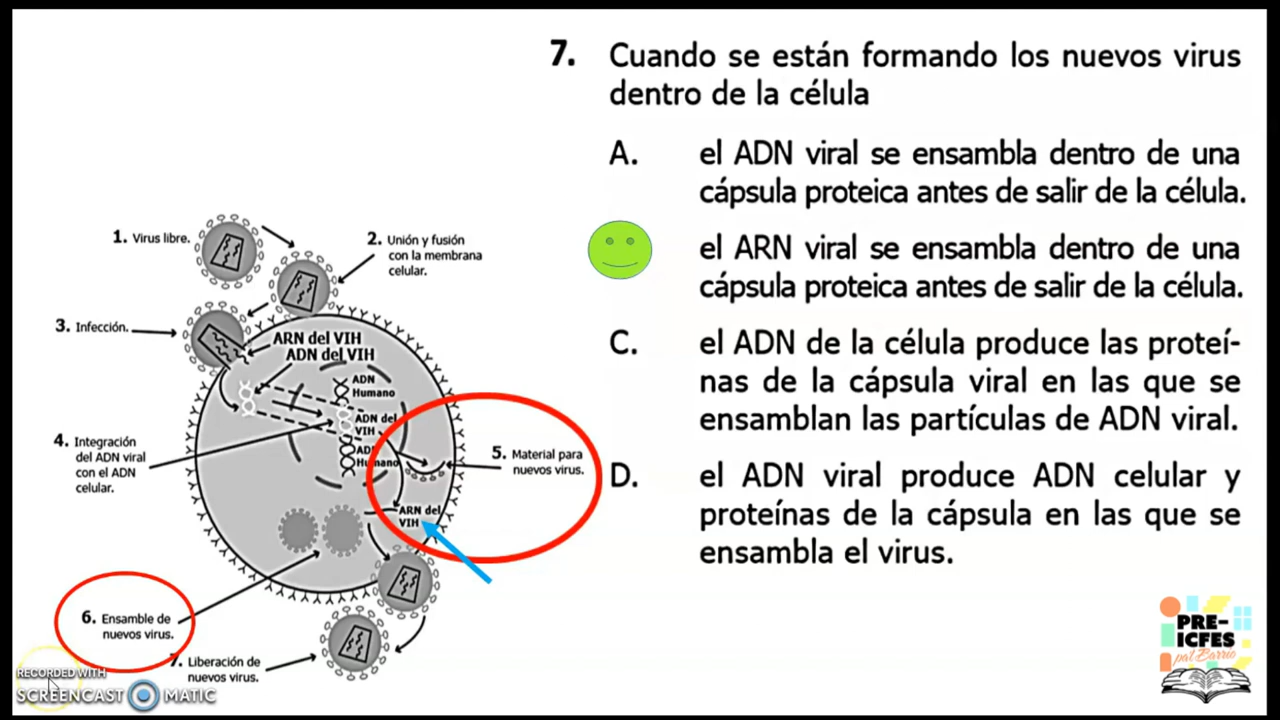 7. Cuando se están formando los nuevos virus
dentro de la célula
A. el ADN viral se ensambla dentro de una
cápsula proteica antes de salir de la célula.
el ARN viral se ensambla dentro de una
cápsula proteica antes de salir de la célula.
C. el ADN de la célula produce las proteí-
nas de la cápsula viral en las que se
ensamblan las partículas de ADN viral.
D. el ADN viral produce ADN celular y
proteínas de la cápsula en las que se
ensambla el virus.
1. Virus libre.
2. Unión y fusión
con la membrana
celular.
3. Infección.
ARN del VIH
ADN del VIH
ADN
Humano
ADN del
VIH
ADN
Humano
4. Integración
del ADN viral
con el ADN
celular.
5. Material para
nuevos virus.
ARN del
VIH
6. Ensamble de
nuevos virus.
7. Liberación de
nuevos virus.
RECORDED WITH
SCREENCAST MATIC
PRE-
ICFES
pa'l Barrio